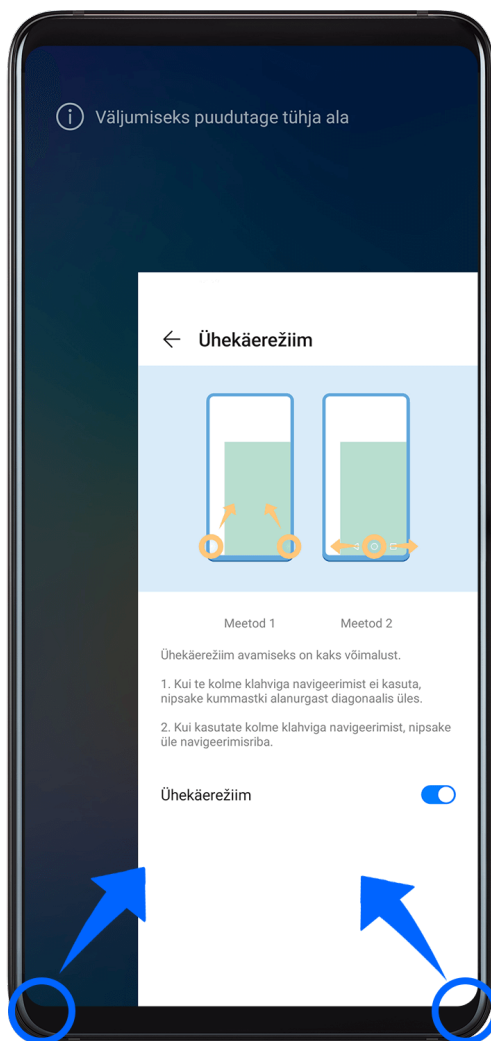 Väljumiseks puudutage tühja ala
Ühekäerežiim
Meetod 1
Meetod 2
Ühekäerežiim avamiseks on kaks võimalust.
1. Kui te kolme klahviga navigeerimist ei kasuta,
nipsake kummastki alanurgast diagonaalis üles.
2. Kui kasutate kolme klahviga navigeerimist, nipsake
üle navigeerimisriba.
Ühekäerežiim